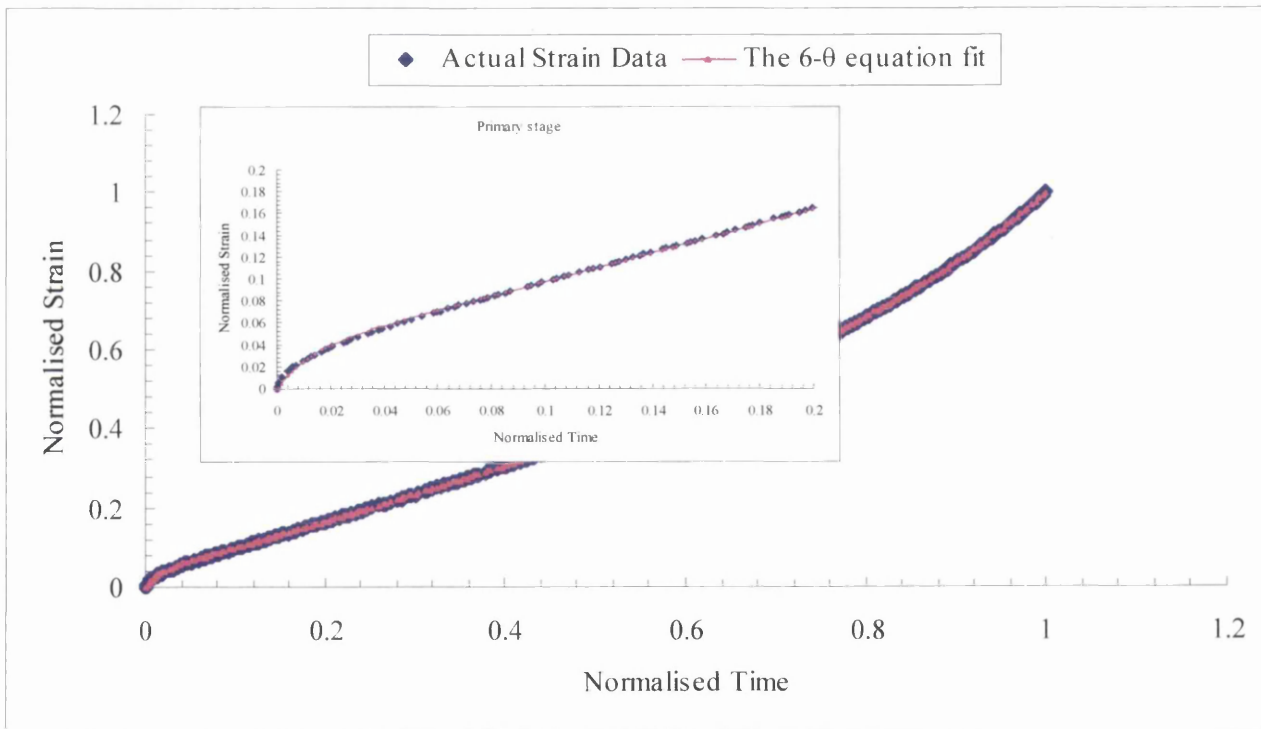 Actual Strain Data The 6-θ equation fit
1.2
1
0.8
0.6
0.4
0.2
0
Normalised Strain
0 0.2 0.4 0.6 0.8 1 1.2
Normalised Time
Primary stage
0.2
0.18
0.16
0.14
0.12
0.1
0.08
0.06
0.04
0.02
0
Normalised Strain
0 0.02 0.04 0.06 0.08 0.1 0.12 0.14 0.16 0.18 0.2
Normalised Time